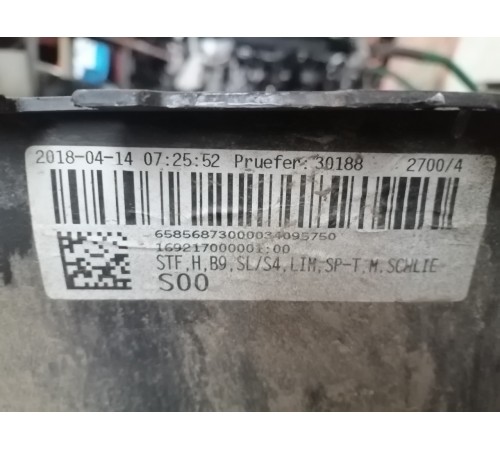 2018-04-14 07:25:52 Pruefer: 30188 2700/4
65856873000034095750
169217000001:00
STF,H,B9,SL/S4,LIM,SP-T,M.SCHLIE
S00